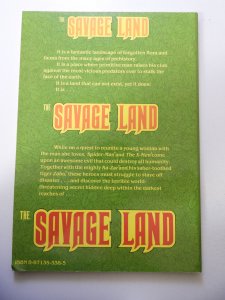 THE SAVAGE LAND
It is a fantastic landscape of forgotten flora and
fauna from the misty ages of prehistory.
It is a place where primitive man raises his club
against the most vicious predators ever to stalk the
face of the earth.
It is a land that can not exist, yet it does!
It is...
THE SAVAGE LAND
While on a quest to reunite a young woman with
the man she loves, Spider-Man and The X-Men come
upon an awesome evil that could destroy all humanity.
Together with the mighty Ka-Zar and his sabre-toothed
tiger Zabu, these heroes must struggle to stave off
disaster... and discover the terrible world-
threatening secret hidden deep within the darkest
reaches of...
THE SAVAGE LAND
ISBN 0-87135-338-5